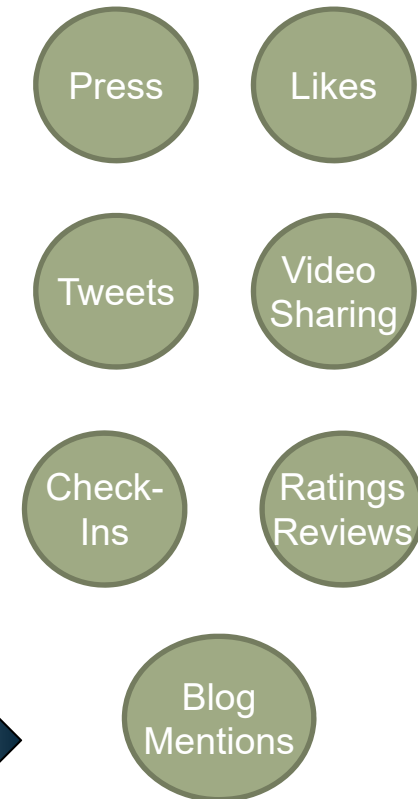 Press
Likes
Tweets
Video
Sharing
Check-
Ins
Ratings
Reviews
Blog
Mentions